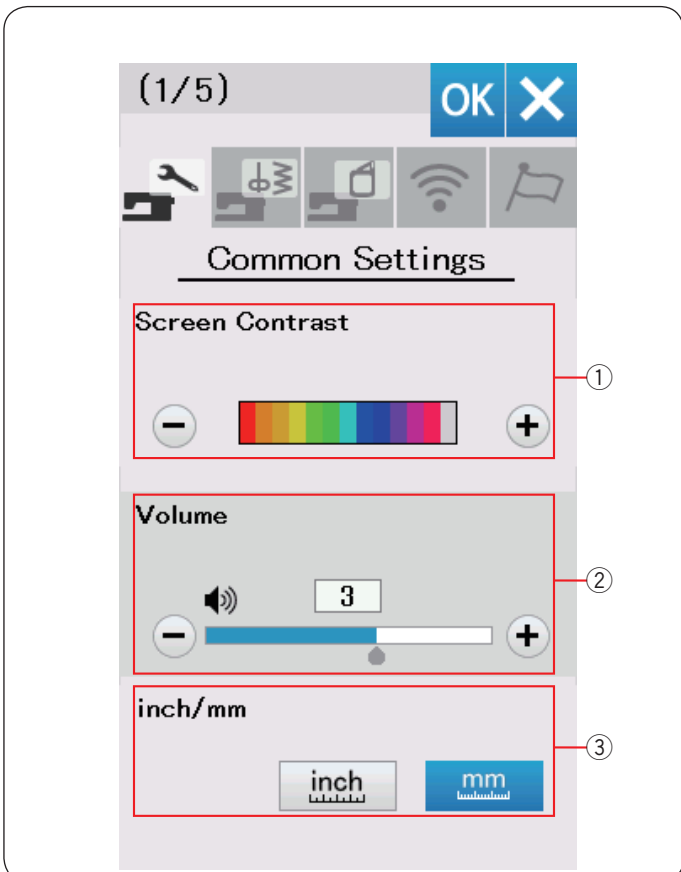 (1/5)
OK
Common Settings
Screen Contrast
①
Volume
3
②
inch/mm
inch
mm
③